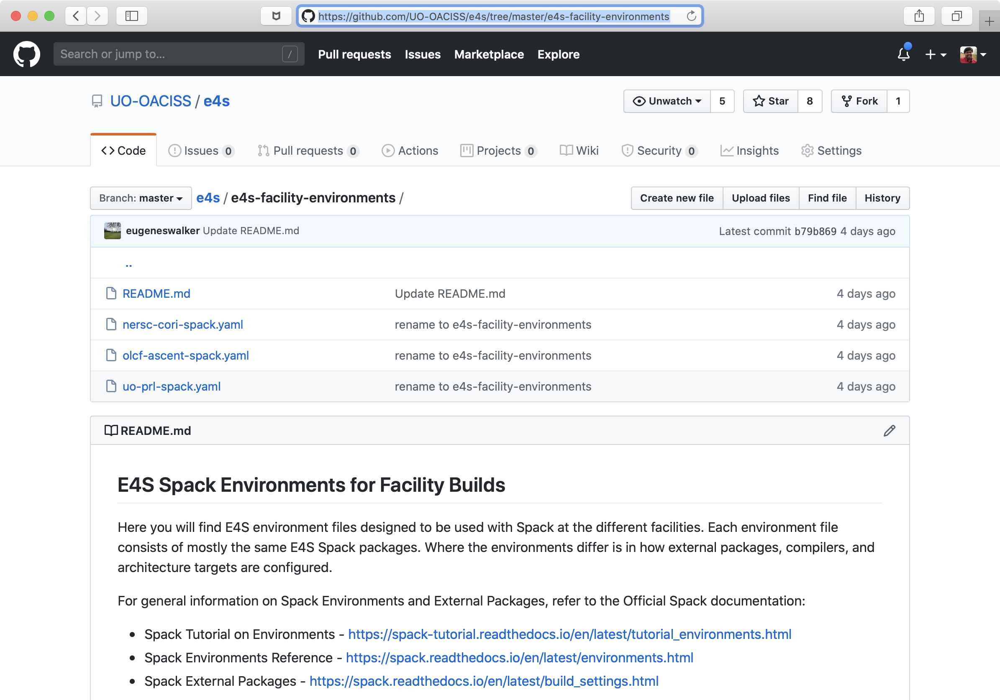 https://github.com/UO-OACISS/e4s/tree/master/e4s-facility-environments
Search or jump to... / Pull requests Issues Marketplace Explore
UO-OACISS / e4s Unwatch 5 Star 8 Fork 1
Code Issues 0 Pull requests 0 Actions Projects 0 Wiki Security 0 Insights Settings
Branch: master e4s / e4s-facility-environments / Create new file Upload files Find file History
eugeneswalker Update README.md Latest commit b79b869 4 days ago
..
README.md Update README.md 4 days ago
nersc-cori-spack.yaml rename to e4s-facility-environments 4 days ago
olcf-ascent-spack.yaml rename to e4s-facility-environments 4 days ago
uo-prl-spack.yaml rename to e4s-facility-environments 4 days ago
README.md
E4S Spack Environments for Facility Builds
Here you will find E4S environment files designed to be used with Spack at the different facilities. Each environment file
consists of mostly the same E4S Spack packages. Where the environments differ is in how external packages, compilers, and
architecture targets are configured.
For general information on Spack Environments and External Packages, refer to the Official Spack documentation:
• Spack Tutorial on Environments - https://spack-tutorial.readthedocs.io/en/latest/tutorial_environments.html
• Spack Environments Reference - https://spack.readthedocs.io/en/latest/environments.html
• Spack External Packages - https://spack.readthedocs.io/en/latest/build_settings.html